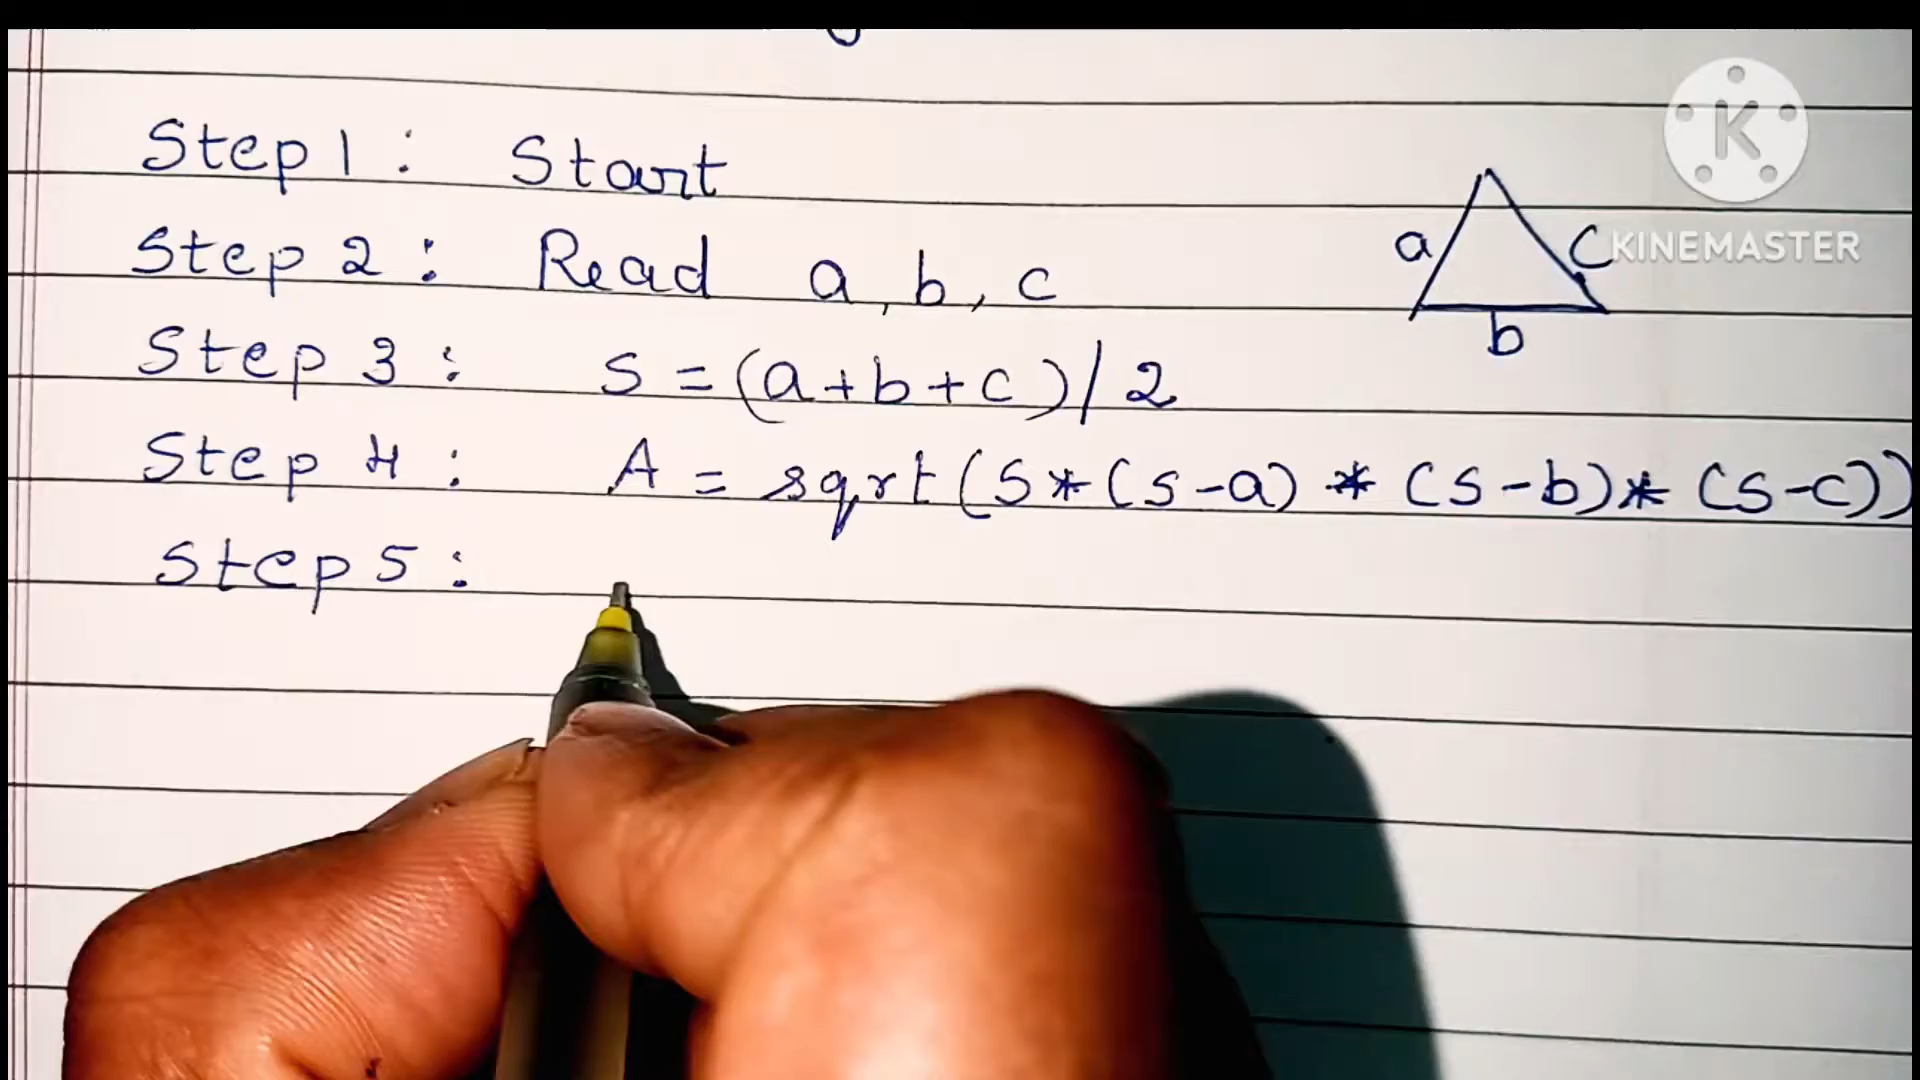 Step 1 : Start
Step 2 : Read a, b, c
Step 3 : S = (a+b+c)/2
Step 4 : A = sqrt(S*(S-a)*(S-b)*(S-c))
Step 5 :
a
c
b
K
KINEMASTER